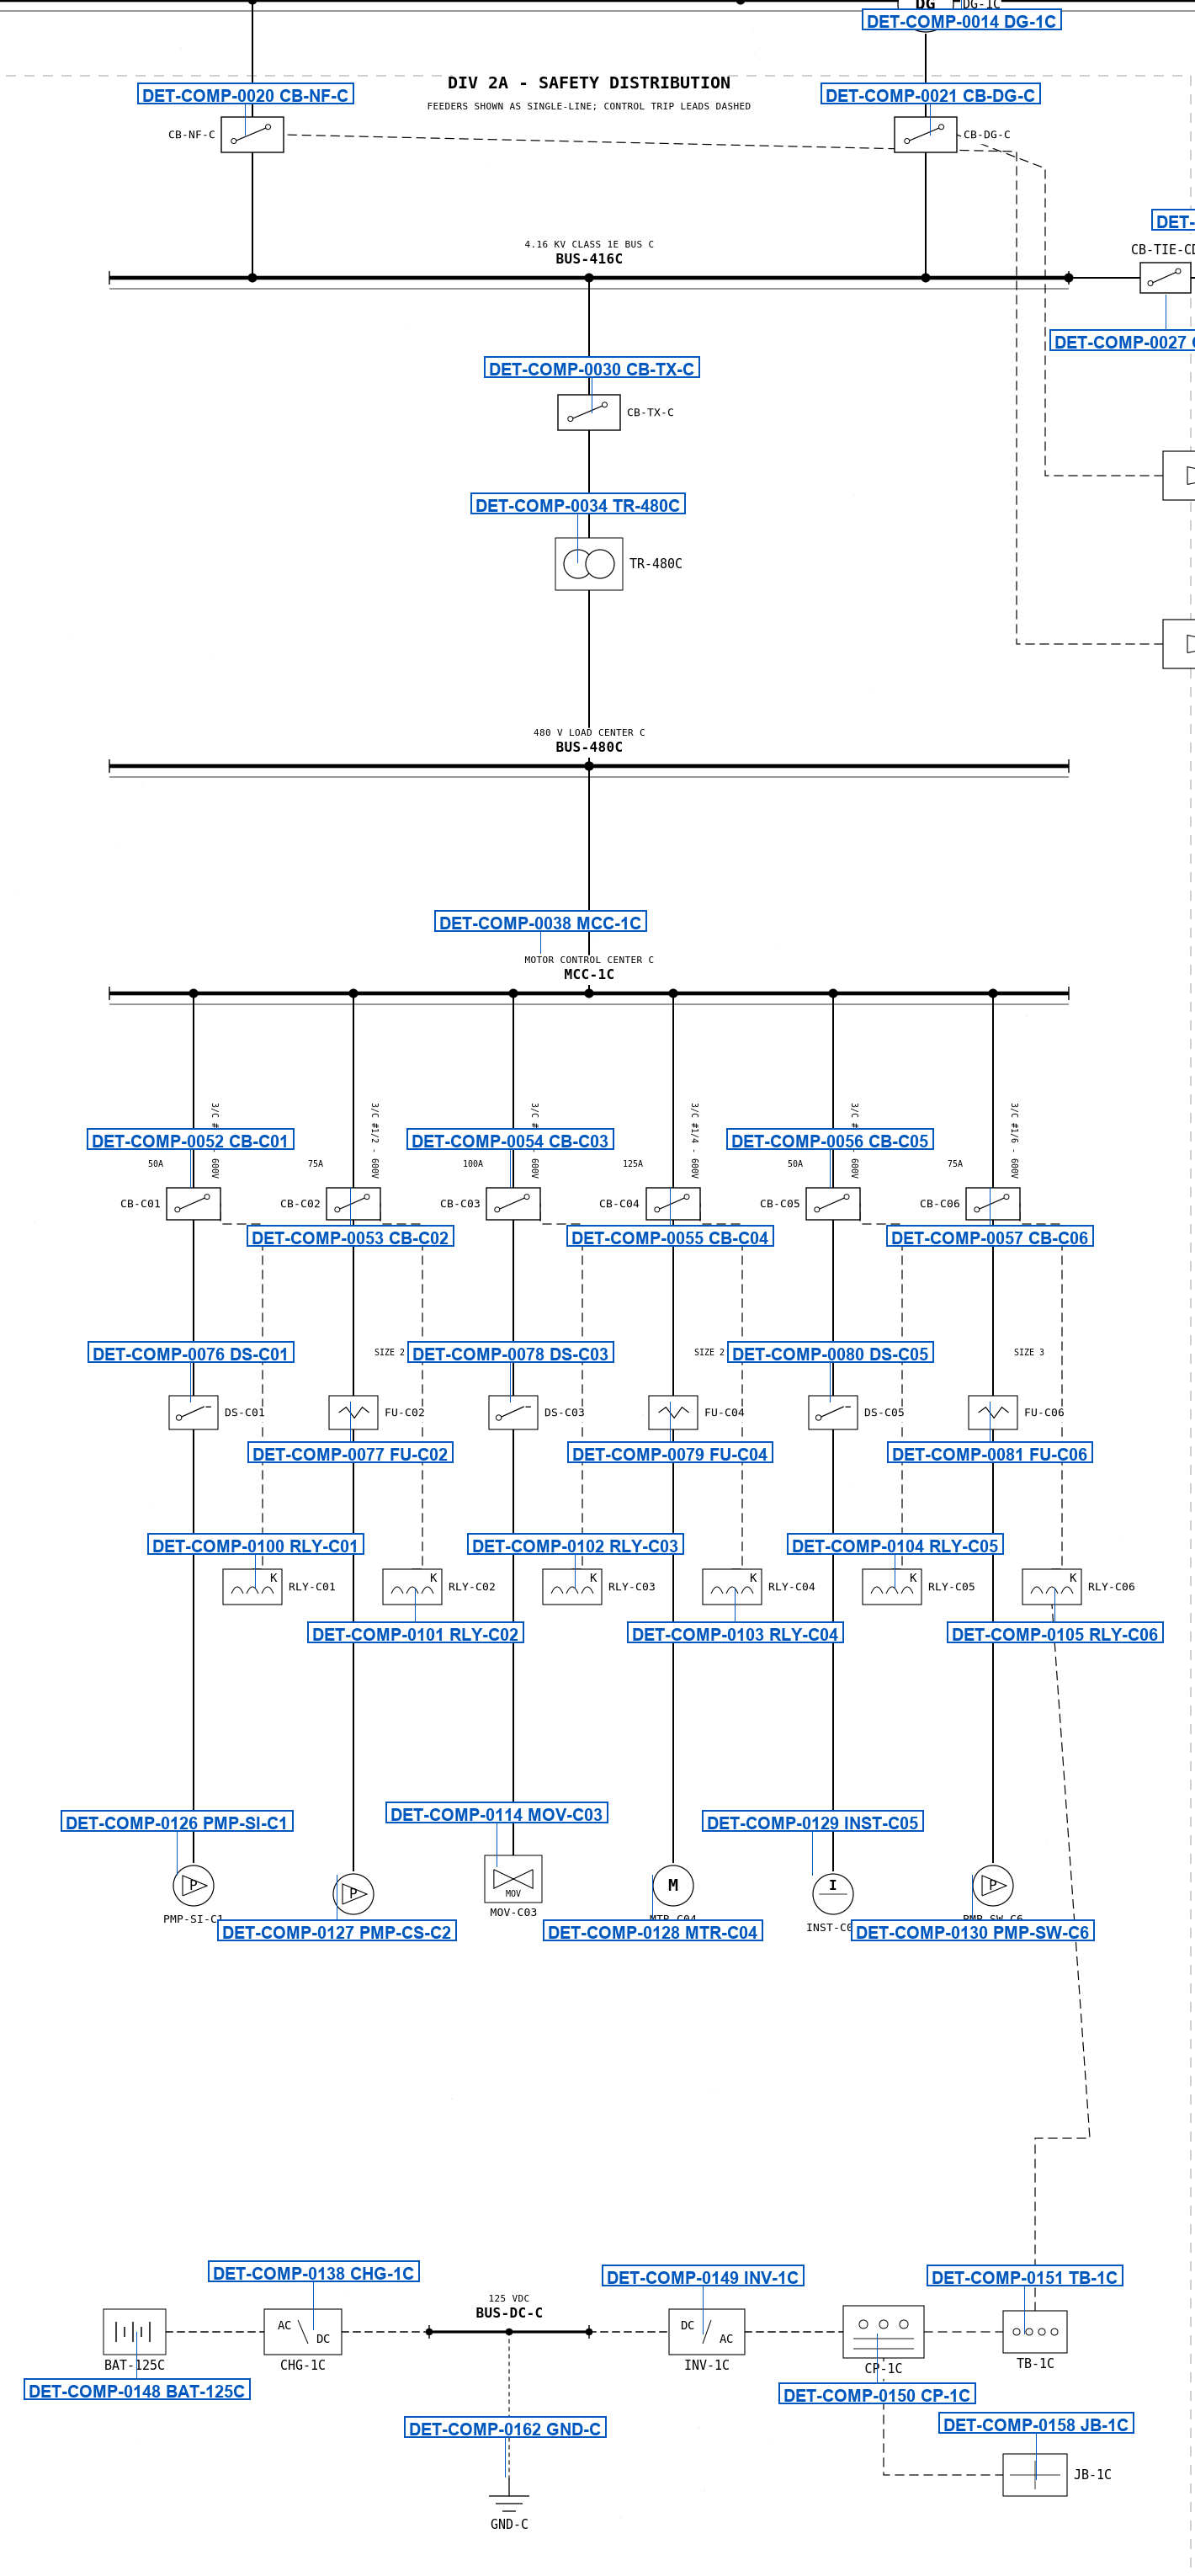 DG DG-1C
DET-COMP-0014 DG-1C
DIV 2A - SAFETY DISTRIBUTION
FEEDERS SHOWN AS SINGLE-LINE; CONTROL TRIP LEADS DASHED
DET-COMP-0020 CB-NF-C
DET-COMP-0021 CB-DG-C
CB-NF-C
CB-DG-C
DET-
CB-TIE-CD
DET-COMP-0027
4.16 KV CLASS 1E BUS C
BUS-416C
DET-COMP-0030 CB-TX-C
CB-TX-C
DET-COMP-0034 TR-480C
TR-480C
480 V LOAD CENTER C
BUS-480C
DET-COMP-0038 MCC-1C
MOTOR CONTROL CENTER C
MCC-1C
3/C # - 600V
3/C #1/2 - 600V
3/C # - 600V
3/C #1/4 - 600V
3/C # - 600V
3/C #1/6 - 600V
DET-COMP-0052 CB-C01
DET-COMP-0054 CB-C03
DET-COMP-0056 CB-C05
50A
75A
100A
125A
50A
75A
CB-C01
CB-C02
CB-C03
CB-C04
CB-C05
CB-C06
DET-COMP-0053 CB-C02
DET-COMP-0055 CB-C04
DET-COMP-0057 CB-C06
DET-COMP-0076 DS-C01
SIZE 2
DET-COMP-0078 DS-C03
SIZE 2
DET-COMP-0080 DS-C05
SIZE 3
DS-C01
FU-C02
DS-C03
FU-C04
DS-C05
FU-C06
DET-COMP-0077 FU-C02
DET-COMP-0079 FU-C04
DET-COMP-0081 FU-C06
DET-COMP-0100 RLY-C01
DET-COMP-0102 RLY-C03
DET-COMP-0104 RLY-C05
K RLY-C01
K RLY-C02
K RLY-C03
K RLY-C04
K RLY-C05
K RLY-C06
DET-COMP-0101 RLY-C02
DET-COMP-0103 RLY-C04
DET-COMP-0105 RLY-C06
DET-COMP-0126 PMP-SI-C1
DET-COMP-0114 MOV-C03
DET-COMP-0129 INST-C05
P
P
MOV
M
I
P
PMP-SI-C1
MOV-C03
MTR-C04
INST-C0
PMP-SW-C6
DET-COMP-0127 PMP-CS-C2
DET-COMP-0128 MTR-C04
DET-COMP-0130 PMP-SW-C6
DET-COMP-0138 CHG-1C
DET-COMP-0149 INV-1C
DET-COMP-0151 TB-1C
125 VDC
BUS-DC-C
AC DC
DC AC
BAT-125C
CHG-1C
INV-1C
CP-1C
TB-1C
DET-COMP-0148 BAT-125C
DET-COMP-0150 CP-1C
DET-COMP-0162 GND-C
DET-COMP-0158 JB-1C
JB-1C
GND-C